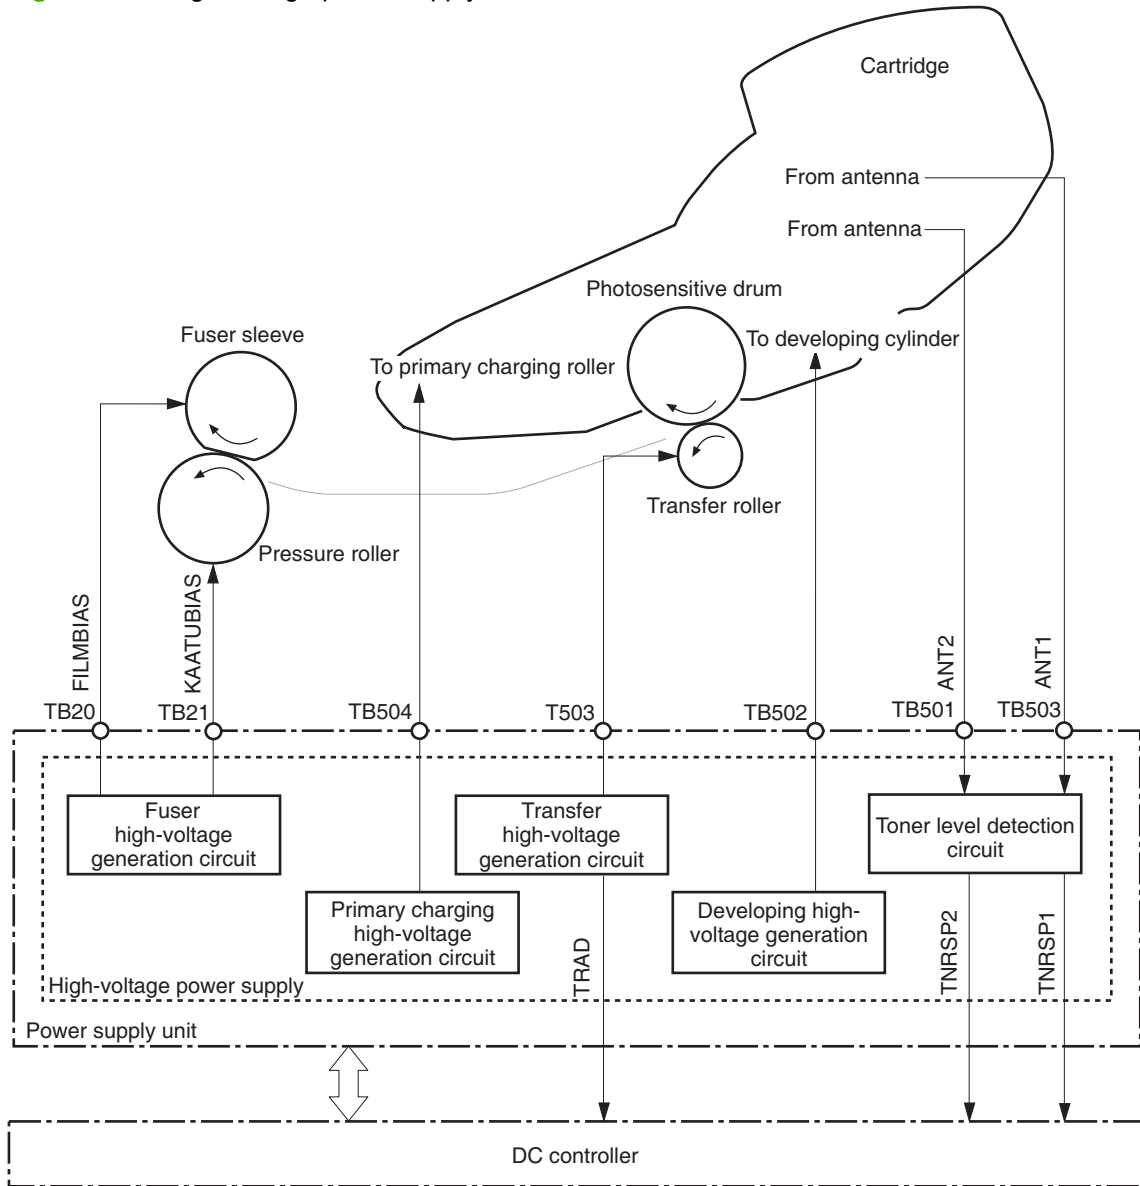 Cartridge
From antenna
From antenna
Photosensitive drum
Fuser sleeve
To developing cylinder
To primary charging roller
Transfer roller
Pressure roller
FILMBIAS
KAATUBIAS
ANT2
ANT1
TB20
TB21
TB504
T503
TB502
TB501
TB503
Fuser
high-voltage
generation circuit
Transfer
high-voltage
generation circuit
Toner level detection
circuit
Primary charging
high-voltage
generation circuit
Developing high-
voltage generation
circuit
TRAD
TNRSP2
TNRSP1
High-voltage power supply
Power supply unit
DC controller